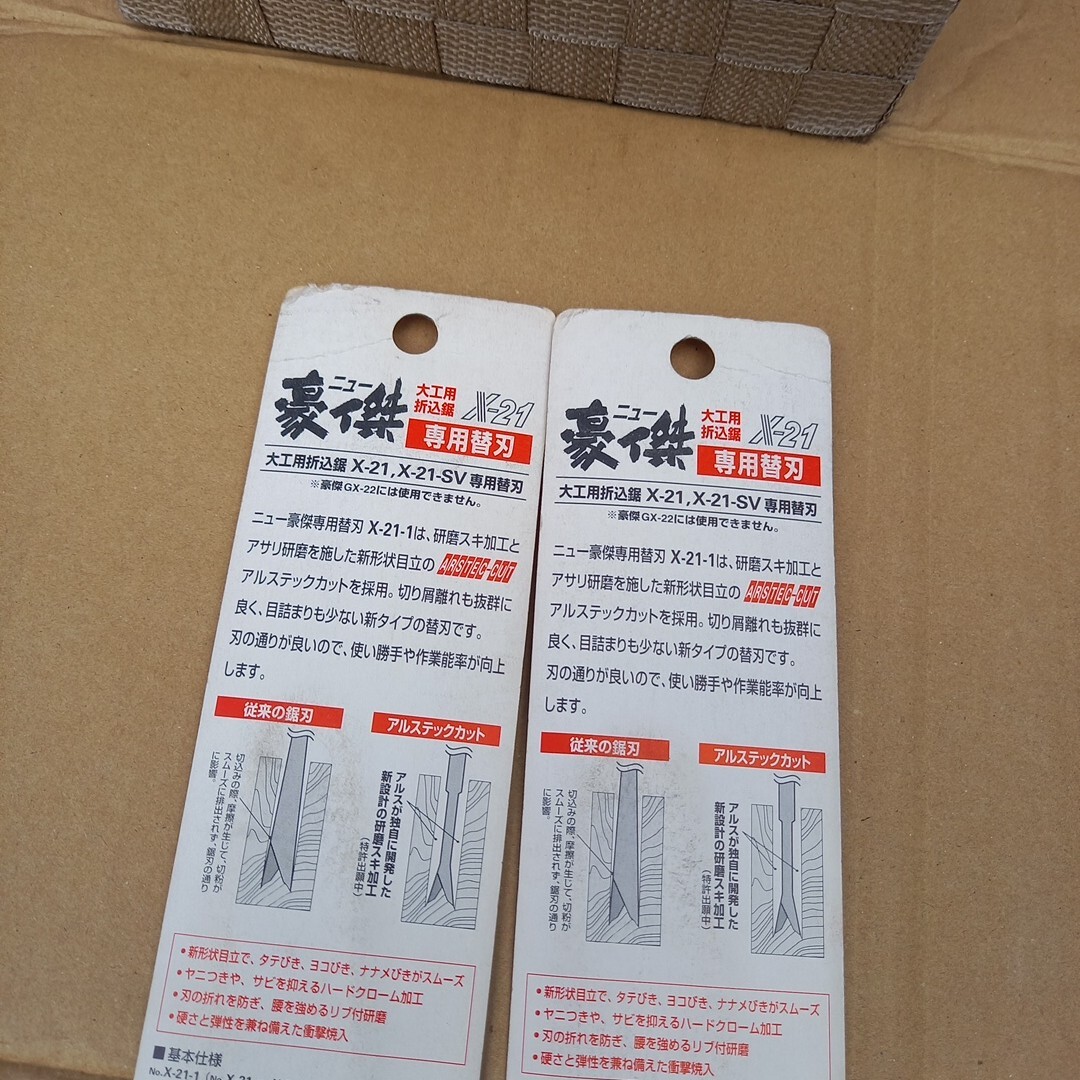 ニュー
豪傑
大工用
折込鋸
X-21
専用替刃
大工用折込鋸 X-21, X-21-SV 専用替刃
※豪傑GX-22には使用できません。
ニュー豪傑専用替刃 X-21-1は、研磨スキ加工と
アサリ研磨を施した新形状目立の ARSTEC-CUT
アルステックカットを採用。切り屑離れも抜群に
良く、目詰まりも少ない新タイプの替刃です。
刃の通りが良いので、使い勝手や作業能率が向上
します。
従来の鋸刃
切込みの際、摩擦が生じて、切粉が
スムーズに排出されず、鋸刃の通り
に影響。
アルステックカット
アルスが独自に開発した
新設計の研磨スキ加工
(特許出願中)
•新形状目立で、タテびき、ヨコびき、ナナメびきがスムーズ
•ヤニつきや、サビを抑えるハードクローム加工
•刃の折れを防ぎ、腰を強めるリブ付研磨
•硬さと弾性を兼ね備えた衝撃焼入
■基本仕様
No.X-21-1
ニュー
豪傑
大工用
折込鋸
X-21
専用替刃
大工用折込鋸 X-21, X-21-SV 専用替刃
※豪傑GX-22には使用できません。
ニュー豪傑専用替刃 X-21-1は、研磨スキ加工と
アサリ研磨を施した新形状目立の ARSTEC-CUT
アルステックカットを採用。切り屑離れも抜群に
良く、目詰まりも少ない新タイプの替刃です。
刃の通りが良いので、使い勝手や作業能率が向上
します。
従来の鋸刃
切込みの際、摩擦が生じて、切粉が
スムーズに排出されず、鋸刃の通り
に影響。
アルステックカット
アルスが独自に開発した
新設計の研磨スキ加工
(特許出願中)
•新形状目立で、タテびき、ヨコびき、ナナメびきがスムーズ
•ヤニつきや、サビを抑えるハードクローム加工
•刃の折れを防ぎ、腰を強めるリブ付研磨
•硬さと弾性を兼ね備えた衝撃焼入